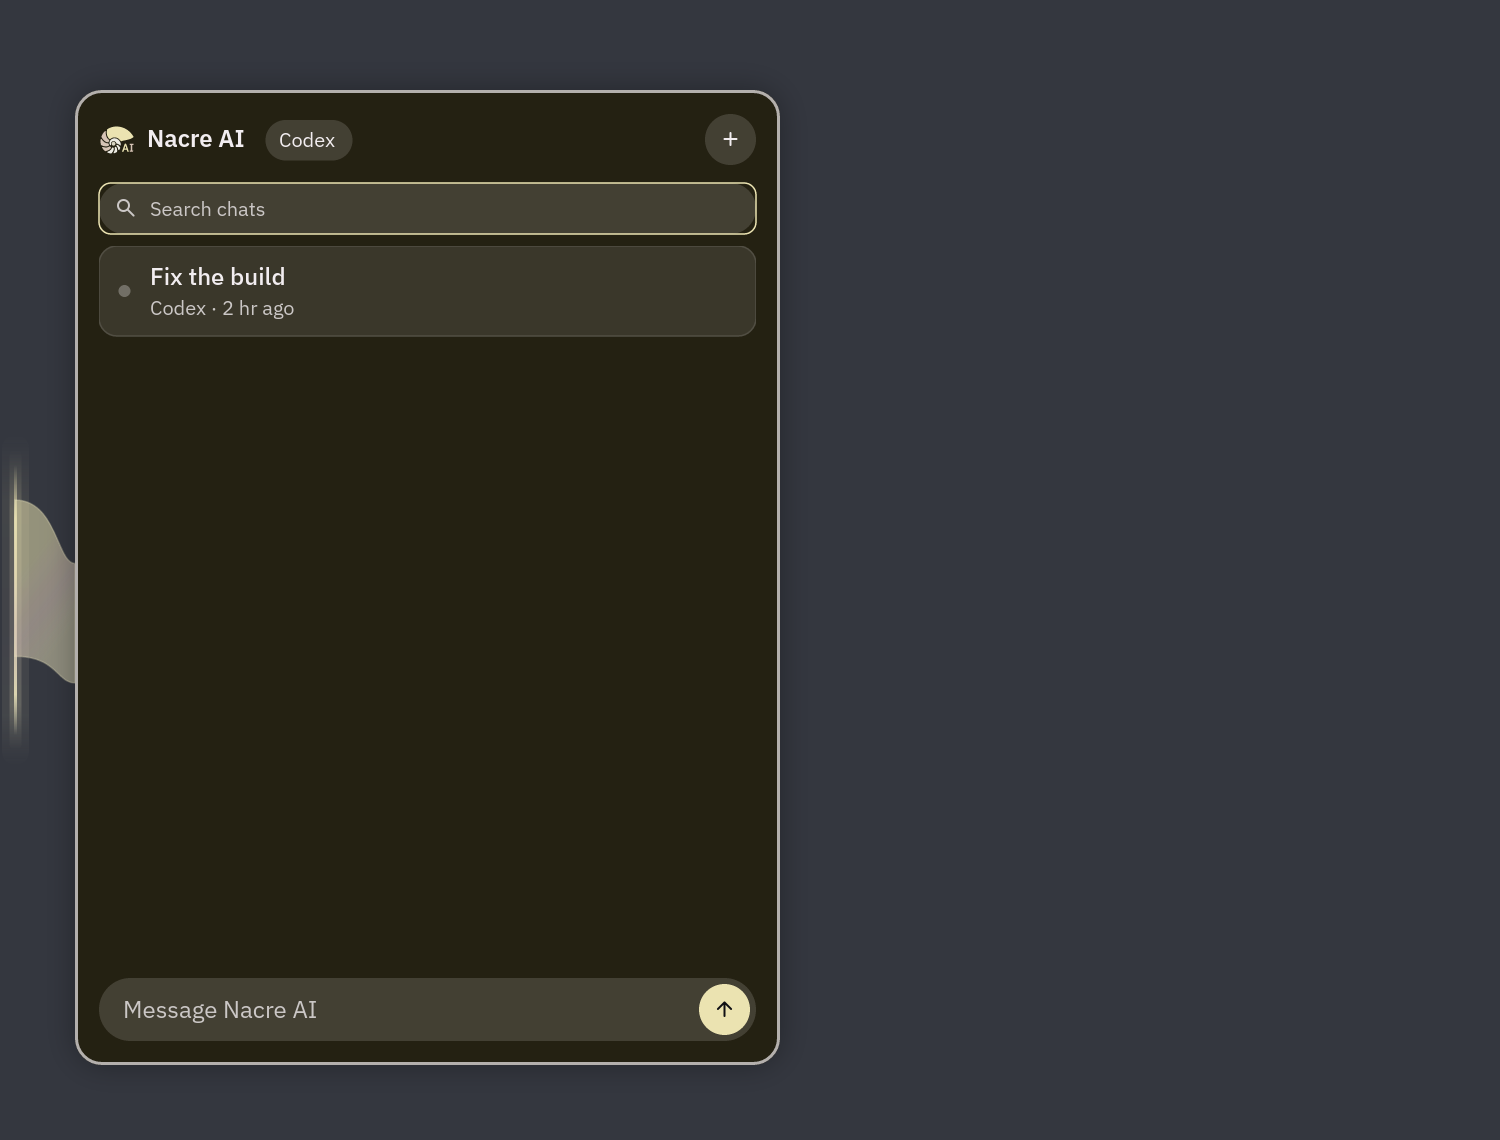 AI
Nacre AI
Codex
+
Search chats
Fix the build
Codex · 2 hr ago
Message Nacre AI